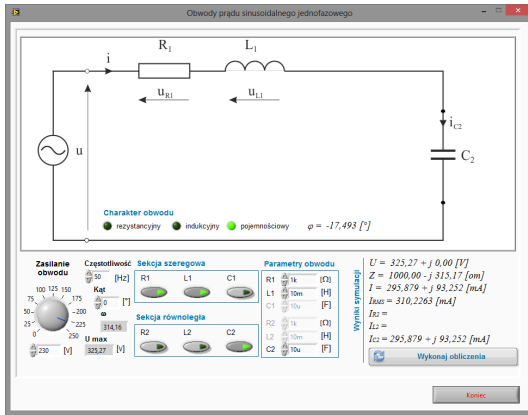 Obwody prądu sinusoidalnego jednofazowego
R1 L1
i
uR1 uL1
iC2
u
C2
Charakter obwodu
rezystancyjny indukcyjny pojemnościowy φ = -17,493 [°]
Zasilanie obwodu
100 125 150
75 175
50 200
25 225
0 250
230 [V]
Częstotliwość
50 [Hz]
Kąt
0 [°]
ω
314,16
U max
325,27 [V]
Sekcja szeregowa
R1 L1 C1
Sekcja równoległa
R2 L2 C2
Parametry obwodu
R1 1k [Ω]
L1 10m [H]
C1 10u [F]
R2 1k [Ω]
L2 10m [H]
C2 10u [F]
Wyniki symulacji
U = 325,27 + j 0,00 [V]
Z = 1000,00 - j 315,17 [om]
I = 295,879 + j 93,252 [mA]
IRMS = 310,2263 [mA]
IR2 =
IL2 =
IC2 = 295,879 + j 93,252 [mA]
Wykonaj obliczenia
Koniec